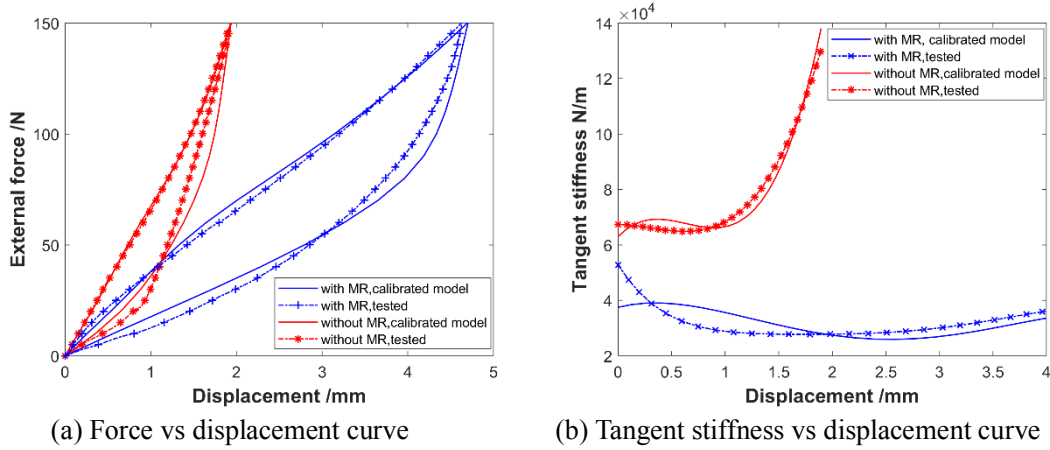 150
100
50
0
0
1
2
3
4
5
External force /N
Displacement /mm
with MR,calibrated model
with MR,tested
without MR,calibrated model
without MR,tested
(a) Force vs displacement curve
×10⁴
14
12
10
8
6
4
2
0
0.5
1
1.5
2
2.5
3
3.5
4
Tangent stiffness N/m
Displacement /mm
with MR, calibrated model
with MR,tested
without MR,calibrated model
without MR,tested
(b) Tangent stiffness vs displacement curve